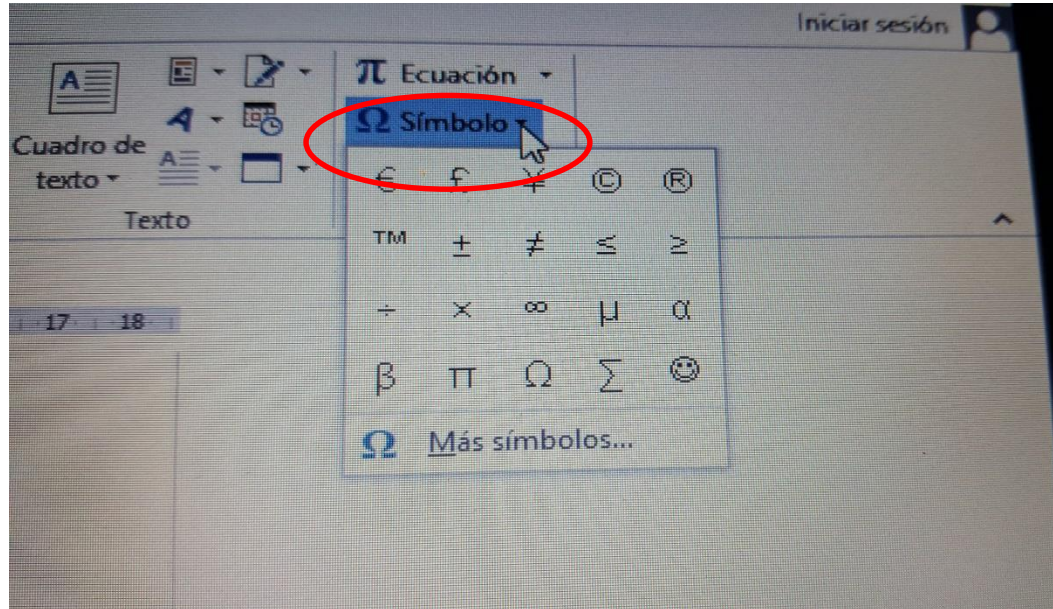 Iniciar sesión
π Ecuación
Ω Símbolo
Cuadro de
texto
Texto
€ £ ¥ © ®
™ ± ≠ ≤ ≥
÷ × ∞ µ α
β π Ω ∑ ☺
17 18
Ω Más símbolos...